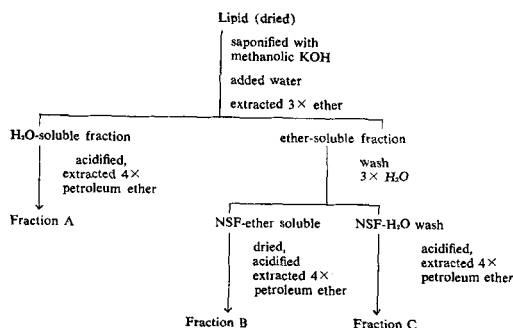 Lipid (dried)
saponified with
methanolic KOH
added water
extracted 3× ether
H₂O-soluble fraction
acidified,
extracted 4×
petroleum ether
Fraction A
ether-soluble fraction
wash
3× H₂O
NSF-ether soluble
dried,
acidified
extracted 4×
petroleum ether
Fraction B
NSF-H₂O wash
acidified,
extracted 4×
petroleum ether
Fraction C